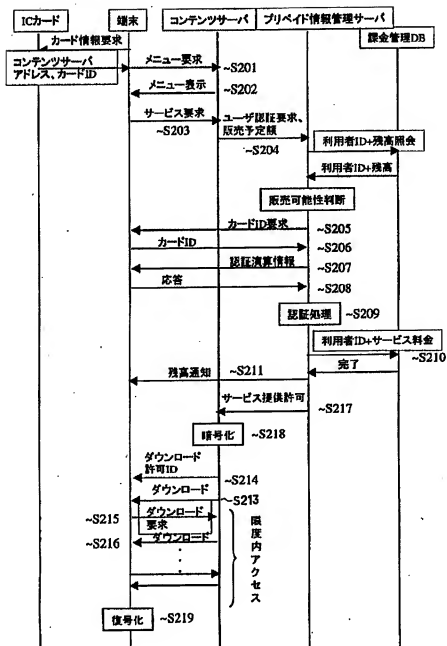 ICカード
端末
コンテンツサーバ
プリペイド情報管理サーバ
課金管理DB
カード情報要求
コンテンツサーバ
アドレス、カードID
メニュー要求
~S201
メニュー表示
~S202
サービス要求
~S203
ユーザ認証要求、
販売予定額
~S204
利用者ID+残高照会
利用者ID+残高
販売可能性判断
カードID要求
~S205
カードID
~S206
認証演算情報
~S207
応答
~S208
認証処理
~S209
利用者ID+サービス料金
~S210
完了
残高通知
~S211
サービス提供許可
~S217
暗号化
~S218
ダウンロード
許可ID
~S214
ダウンロード
~S213
~S215
ダウンロード
要求
~S216
ダウンロード
限度内アクセス
復号化
~S219